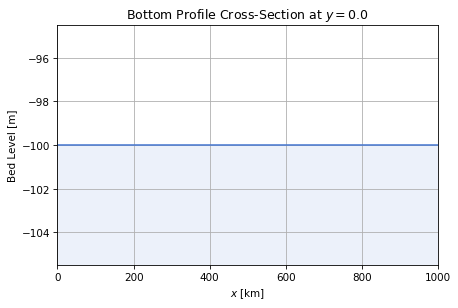 Bottom Profile Cross-Section at y = 0.0
Bed Level [m]
−96
−98
−100
−102
−104
0 200 400 600 800 1000
x [km]